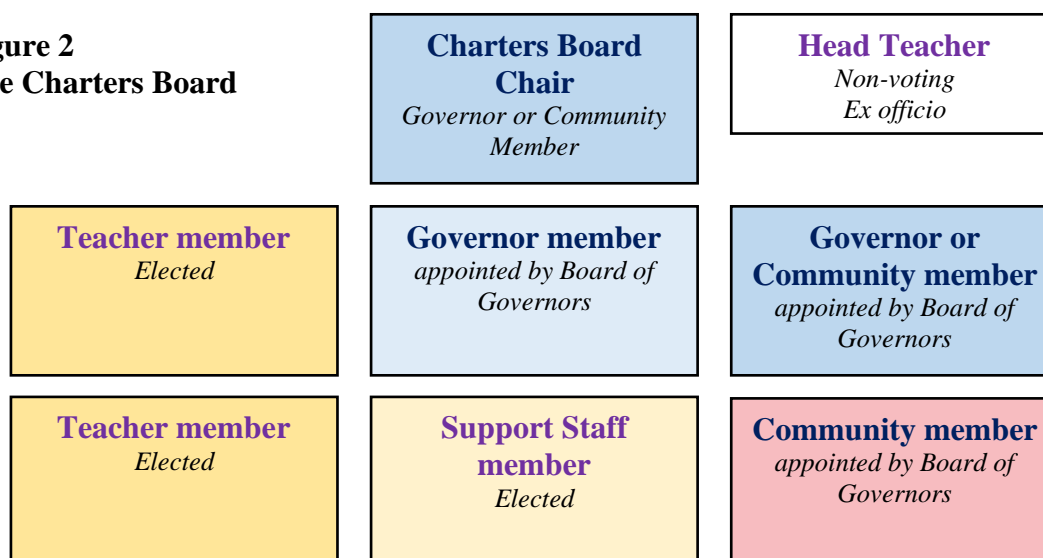 gure 2
e Charters Board
Charters Board
Chair
Governor or Community
Member
Head Teacher
Non-voting
Ex officio
Teacher member
Elected
Governor member
appointed by Board of
Governors
Governor or
Community member
appointed by Board of
Governors
Teacher member
Elected
Support Staff
member
Elected
Community member
appointed by Board of
Governors